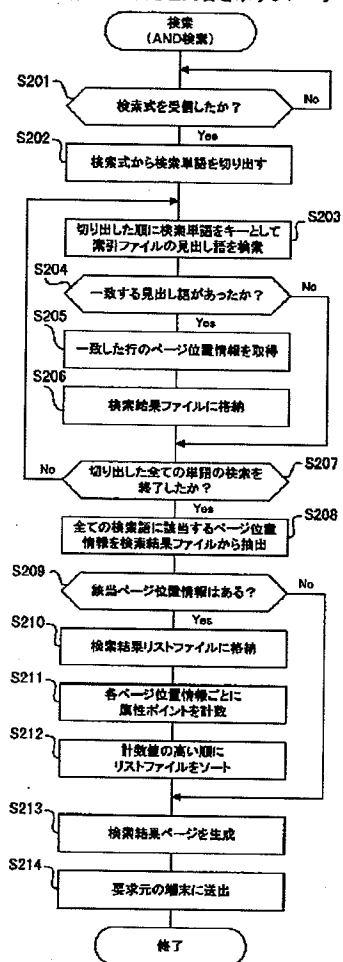 検索
(AND検索)
S201
検索式を受信したか？
No
Yes
S202
検索式から検索単語を切り出す
S203
切り出した順に検索単語をキーとして
索引ファイルの見出し語を検索
S204
一致する見出し語があったか？
No
Yes
S205
一致した行のページ位置情報を取得
S206
検索結果ファイルに格納
S207
No
切り出した全ての単語の検索を
終了したか？
Yes
S208
全ての検索語に該当するページ位置
情報を検索結果ファイルから抽出
S209
該当ページ位置情報はある？
No
Yes
S210
検索結果リストファイルに格納
S211
各ページ位置情報ごとに
属性ポイントを計数
S212
計数値の高い順に
リストファイルをソート
S213
検索結果ページを生成
S214
要求元の端末に送出
終了